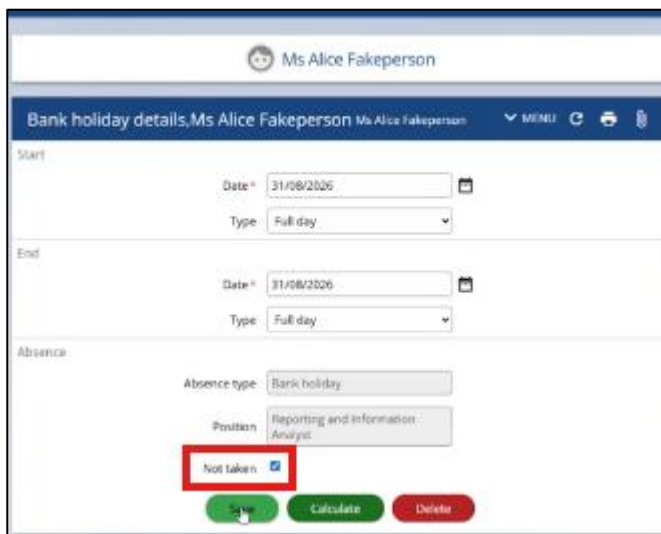 Ms Alice Fakeperson
Bank holiday details,Ms Alice Fakeperson Ms Alice Fakeperson MENU
Start
Date* 31/08/2026
Type Full day
End
Date* 31/08/2026
Type Full day
Absence
Absence type Bank holiday
Position Reporting and Information
Analyst
Not taken
Save Calculate Delete